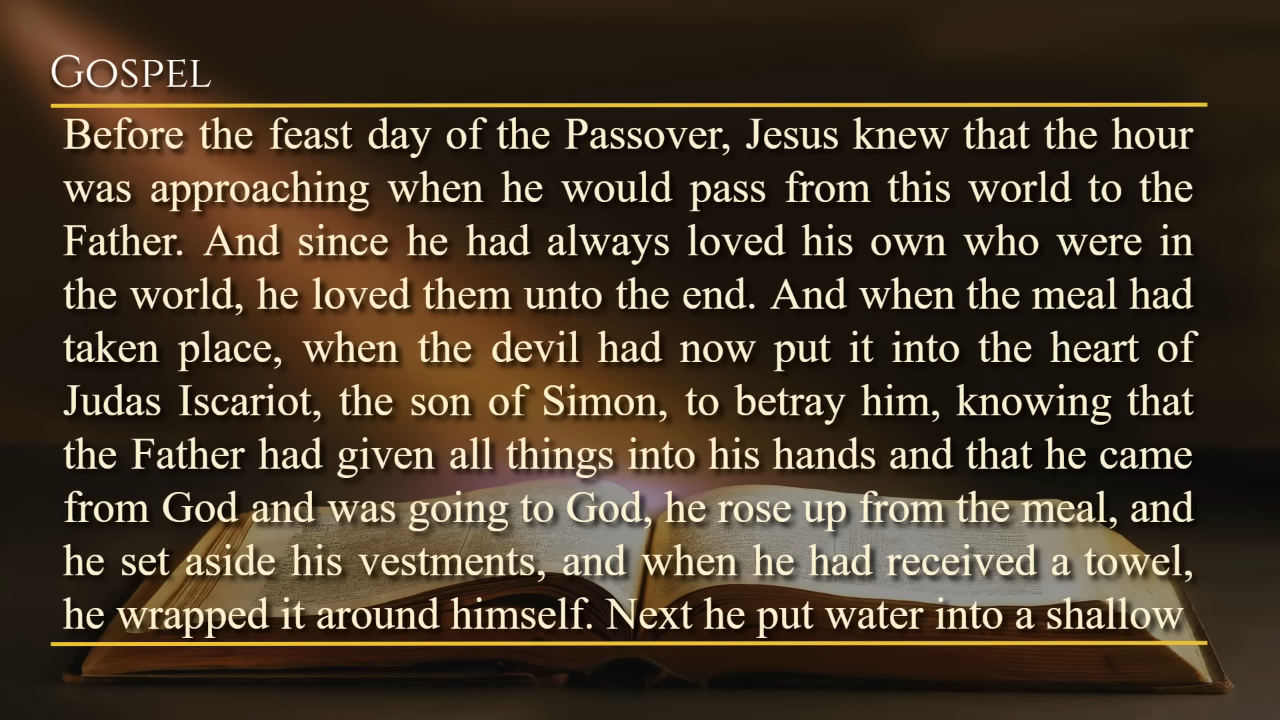 Gospel
Before the feast day of the Passover, Jesus knew that the hour
was approaching when he would pass from this world to the
Father. And since he had always loved his own who were in
the world, he loved them unto the end. And when the meal had
taken place, when the devil had now put it into the heart of
Judas Iscariot, the son of Simon, to betray him, knowing that
the Father had given all things into his hands and that he came
from God and was going to God, he rose up from the meal, and
he set aside his vestments, and when he had received a towel,
he wrapped it around himself. Next he put water into a shallow